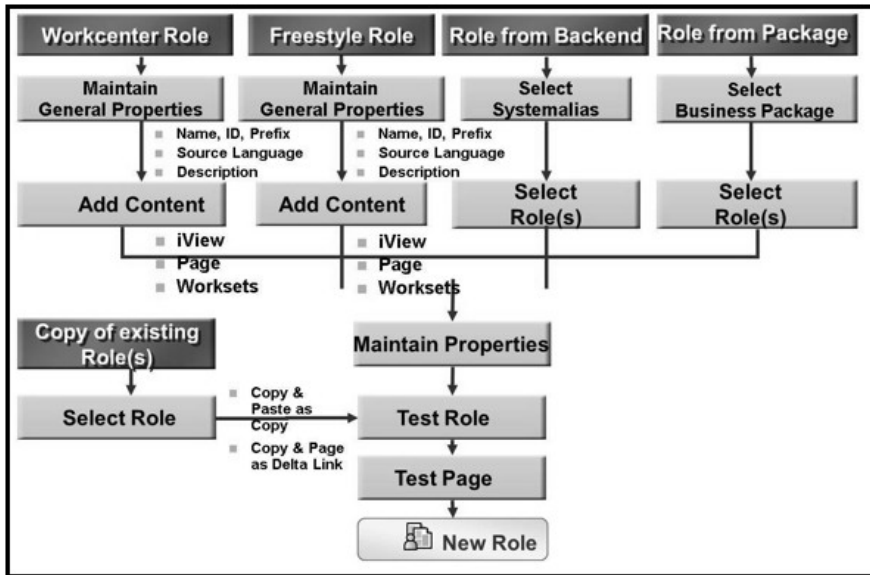 Workcenter Role
Freestyle Role
Role from Backend
Role from Package
Maintain
General Properties
Maintain
General Properties
Select
Systemalias
Select
Business Package
Name, ID, Prefix
Source Language
Description
Name, ID, Prefix
Source Language
Description
Add Content
Add Content
Select
Role(s)
Select
Role(s)
iView
Page
Worksets
iView
Page
Worksets
Copy of existing
Role(s)
Maintain Properties
Select Role
Copy &
Paste as
Copy
Copy & Page
as Delta Link
Test Role
Test Page
New Role